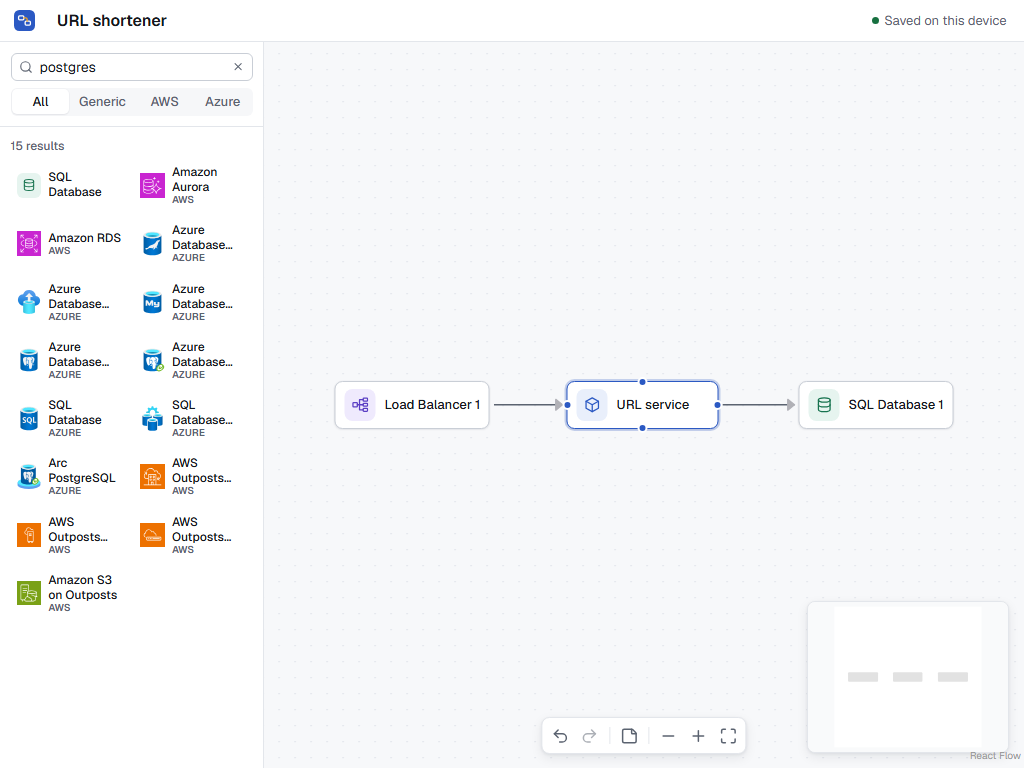 URL shortener
Saved on this device
postgres
All
Generic
AWS
Azure
15 results
SQL
Database
Amazon
Aurora
AWS
Amazon RDS
AWS
Azure
Database...
AZURE
Azure
Database...
AZURE
Azure
Database...
AZURE
Azure
Database...
AZURE
Azure
Database...
AZURE
SQL
Database
AZURE
SQL
Database...
AZURE
Arc
PostgreSQL
AZURE
AWS
Outposts...
AWS
AWS
Outposts...
AWS
AWS
Outposts...
AWS
Amazon S3
on Outposts
AWS
My
SQL
Load Balancer 1
URL service
SQL Database 1
React Flow